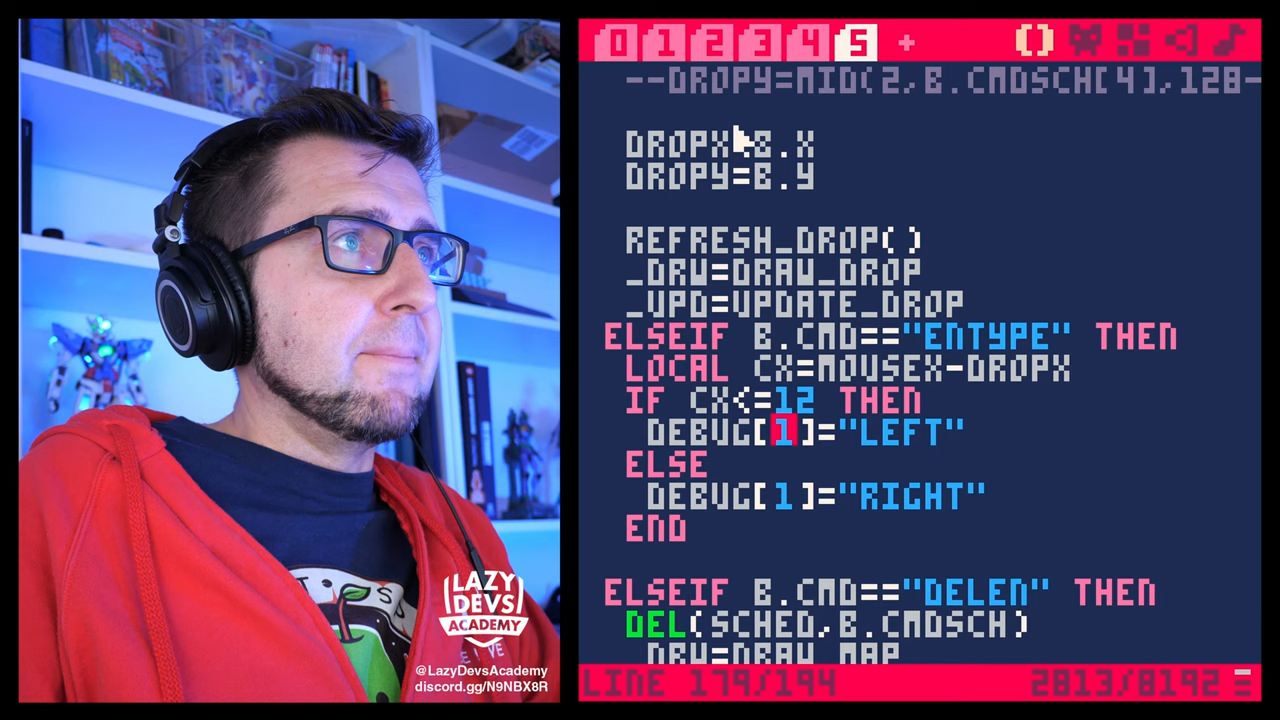 0 1 2 3 4 5 +
--DROPY=MID(2,B.CMDSCH[4],128-
DROPX=B.X
DROPY=B.Y
REFRESH_DROP()
_DRW=DRAW_DROP
_UPD=UPDATE_DROP
ELSEIF B.CMD=="ENTYPE" THEN
LOCAL CX=MOUSEX-DROPX
IF CX<=12 THEN
DEBUG[1]="LEFT"
ELSE
DEBUG[1]="RIGHT"
END
ELSEIF B.CMD=="DELEN" THEN
DEL(SCHED,B.CMDSCH)
_DRW=DRAW_MAP
LINE 179/194
2813/8192
LAZY
DEVS
ACADEMY
@LazyDevsAcademy
discord.gg/N9NBX8R